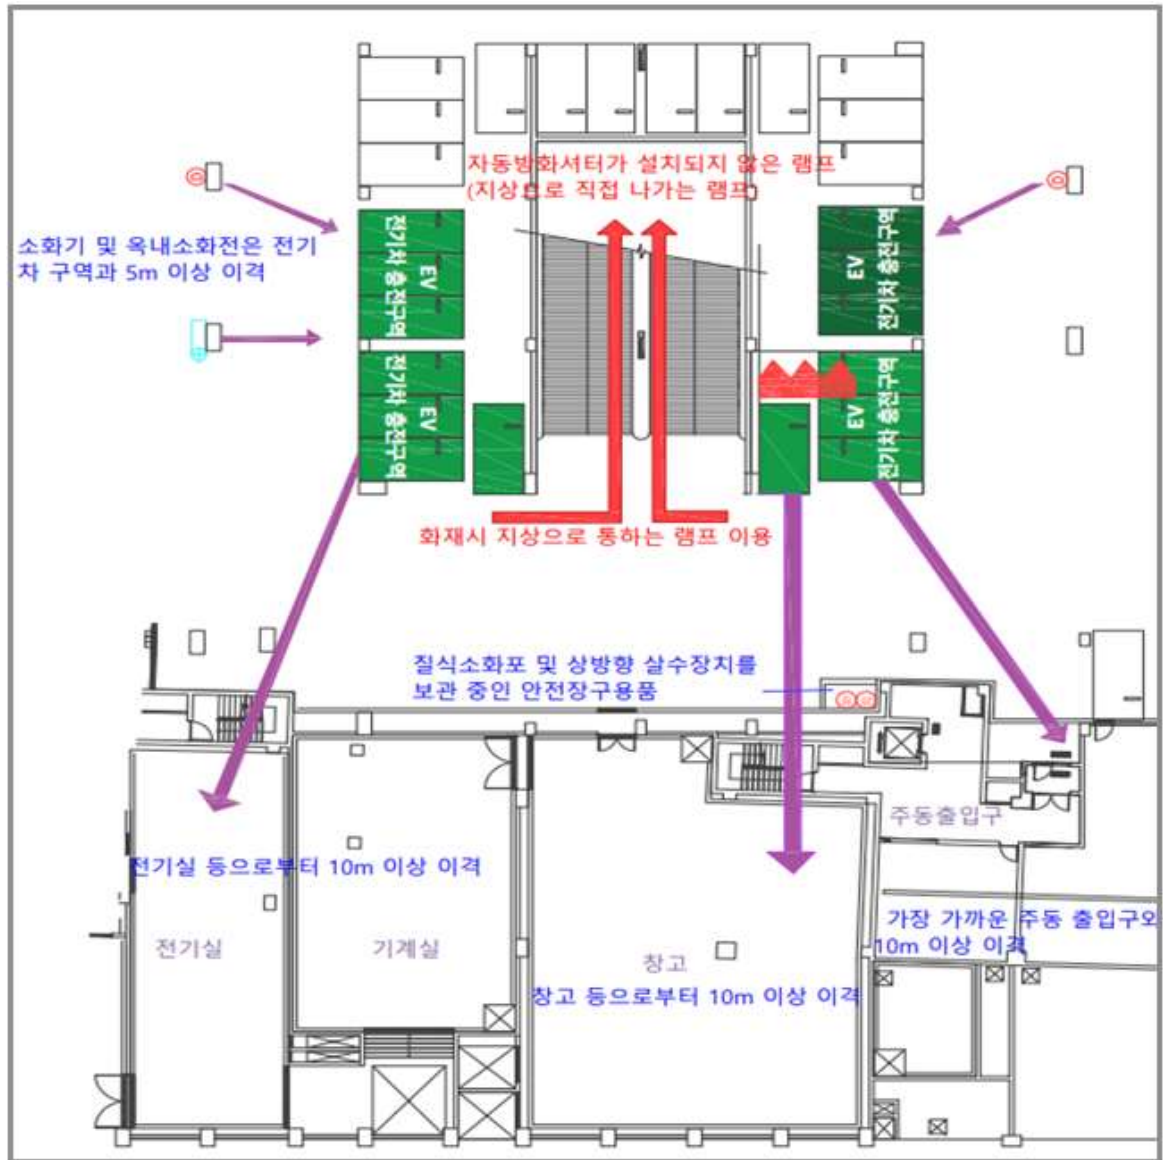 자동방화셔터가 설치되지 않은 램프
(지상으로 직접 나가는 램프)
소화기 및 옥내소화전은 전기
차 구역과 5m 이상 이격
전기차 충전구역
EV
전기차 충전구역
EV
EV
전기차 충전구역
EV
전기차 충전구역
화재시 지상으로 통하는 램프 이용
질식소화포 및 상방향 살수장치를
보관 중인 안전장구용품
주동출입구
전기실 등으로부터 10m 이상 이격
가장 가까운 주동 출입구와
10m 이상 이격
전기실
기계실
창고
창고 등으로부터 10m 이상 이격